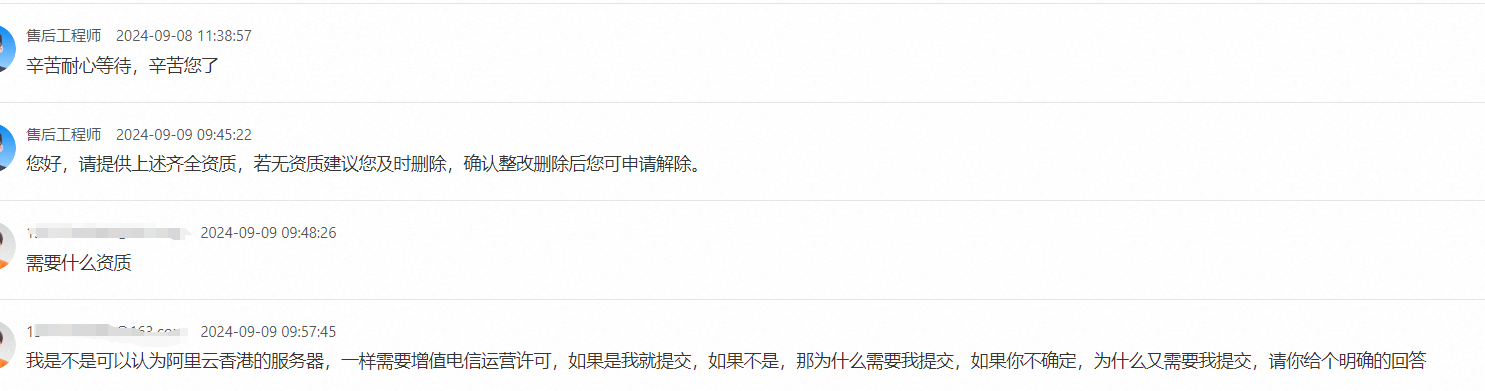 售后工程师 2024-09-08 11:38:57
辛苦耐心等待，辛苦您了
售后工程师 2024-09-09 09:45:22
您好，请提供上述齐全资质，若无资质建议您及时删除，确认整改删除后您可申请解除。
2024-09-09 09:48:26
需要什么资质
2024-09-09 09:57:45
我是不是可以认为阿里云香港的服务器，一样需要增值电信运营许可，如果是我就提交，如果不是，那为什么需要我提交，如果你不确定，为什么又需要我提交，请你给个明确的回答